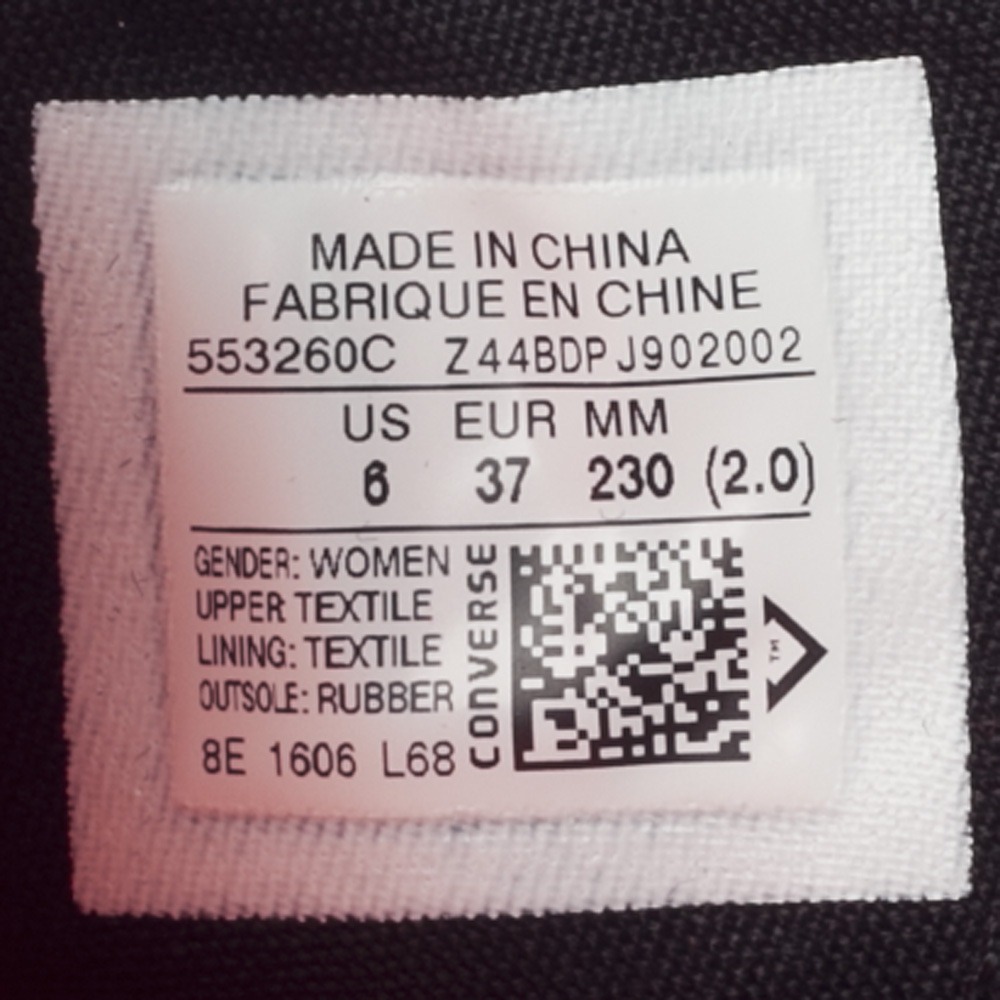 MADE IN CHINA
FABRIQUE EN CHINE
553260C Z44BDPJ902002
US EUR MM
6 37 230 (2.0)
GENDER: WOMEN
UPPER TEXTILE
LINING: TEXTILE
OUTSOLE: RUBBER
8E 1606 L68
CONVERSE
TM